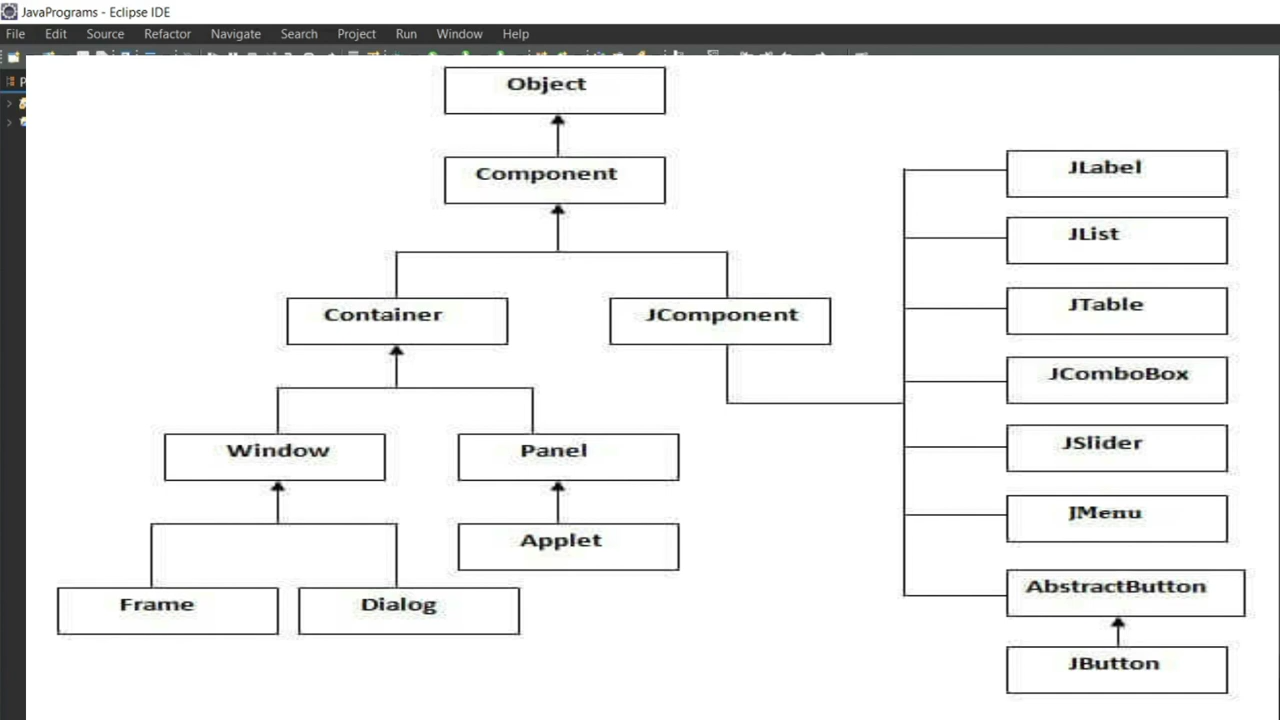 JavaPrograms - Eclipse IDE
File Edit Source Refactor Navigate Search Project Run Window Help
P
Object
Component
JLabel
JList
JTable
Container
JComponent
JComboBox
JSlider
Window
Panel
JMenu
Applet
AbstractButton
Frame
Dialog
JButton